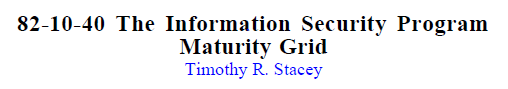 82-10-40 The Information Security Program
Maturity Grid
Timothy R. Stacey